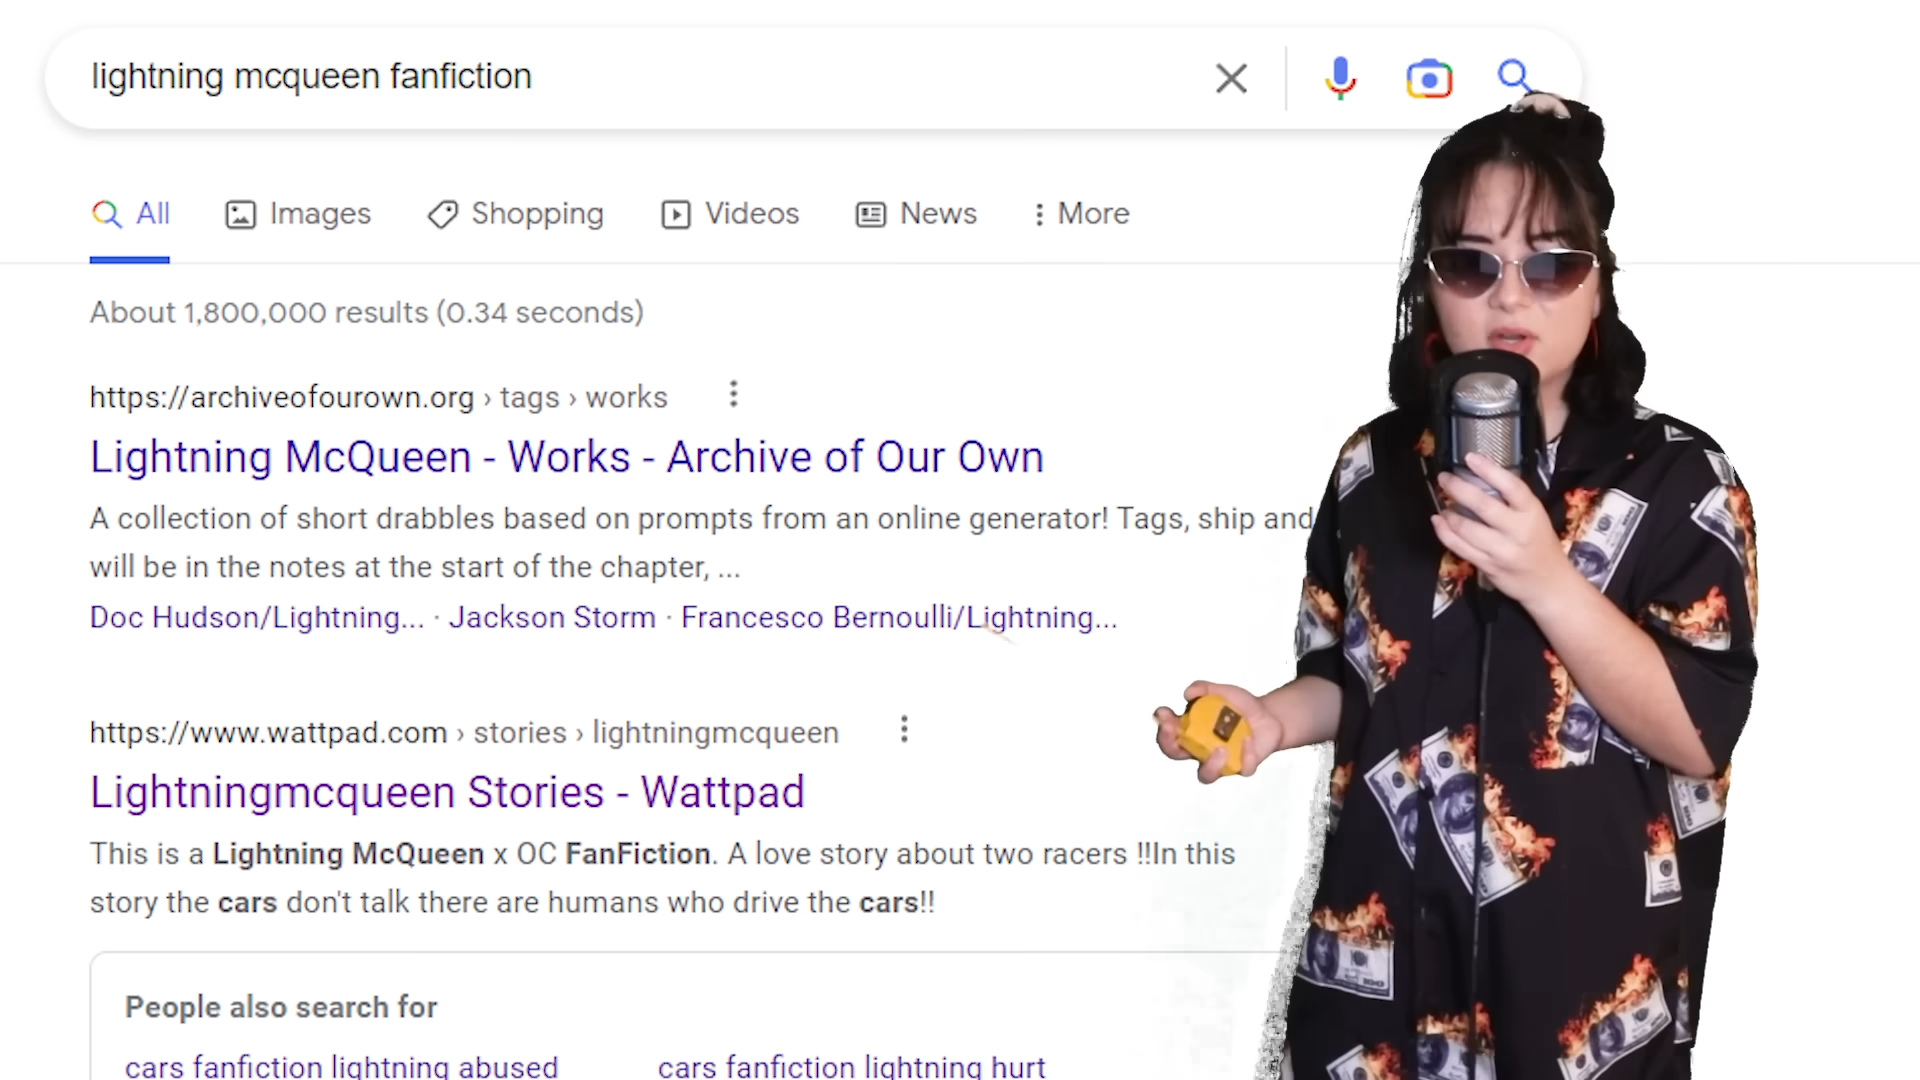 lightning mcqueen fanfiction
All Images Shopping Videos News More
About 1,800,000 results (0.34 seconds)
https://archiveofourown.org › tags › works
Lightning McQueen - Works - Archive of Our Own
A collection of short drabbles based on prompts from an online generator! Tags, ship and
will be in the notes at the start of the chapter, ...
Doc Hudson/Lightning... · Jackson Storm · Francesco Bernoulli/Lightning...
https://www.wattpad.com › stories › lightningmcqueen
Lightningmcqueen Stories - Wattpad
This is a Lightning McQueen x OC FanFiction. A love story about two racers !!In this
story the cars don't talk there are humans who drive the cars!!
People also search for
cars fanfiction lightning abused
cars fanfiction lightning hurt